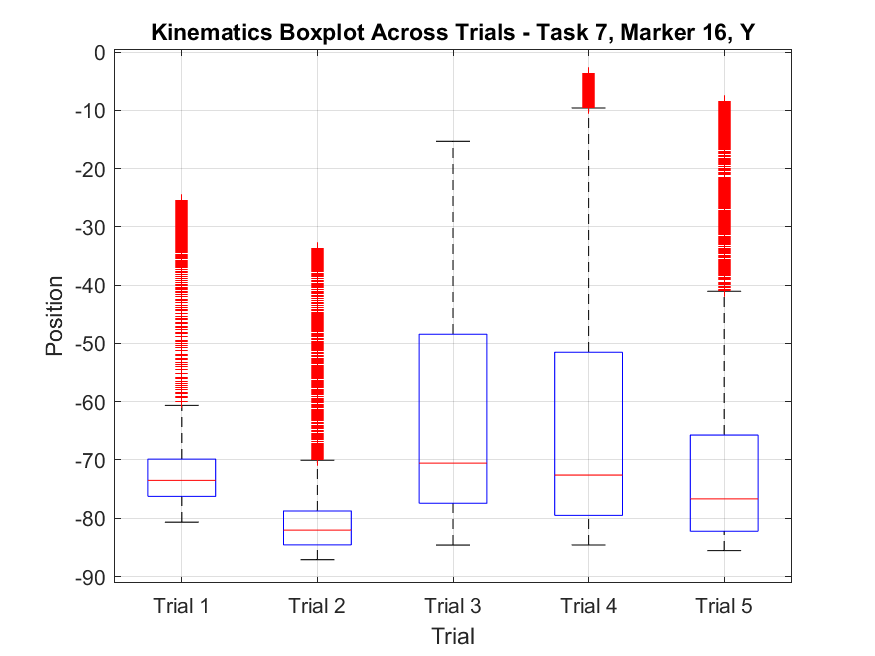 Kinematics Boxplot Across Trials - Task 7, Marker 16, Y
0
-10
-20
-30
-40
-50
-60
-70
-80
-90
Position
Trial 1 Trial 2 Trial 3 Trial 4 Trial 5
Trial